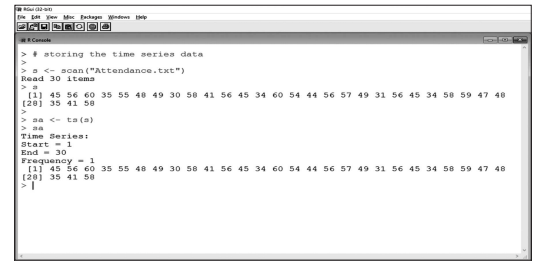 RGui (32-bit)
File Edit View Misc Packages Windows Help
R Console
> # storing the time series data
>
> s <- scan("Attendance.txt")
Read 30 items
> s
[1] 45 56 60 35 55 48 49 30 58 41 56 45 34 60 54 44 56 57 49 31 56 45 34 58 59 47 48
[28] 35 41 58
>
> sa <- ts(s)
> sa
Time Series:
Start = 1
End = 30
Frequency = 1
[1] 45 56 60 35 55 48 49 30 58 41 56 45 34 60 54 44 56 57 49 31 56 45 34 58 59 47 48
[28] 35 41 58
> |